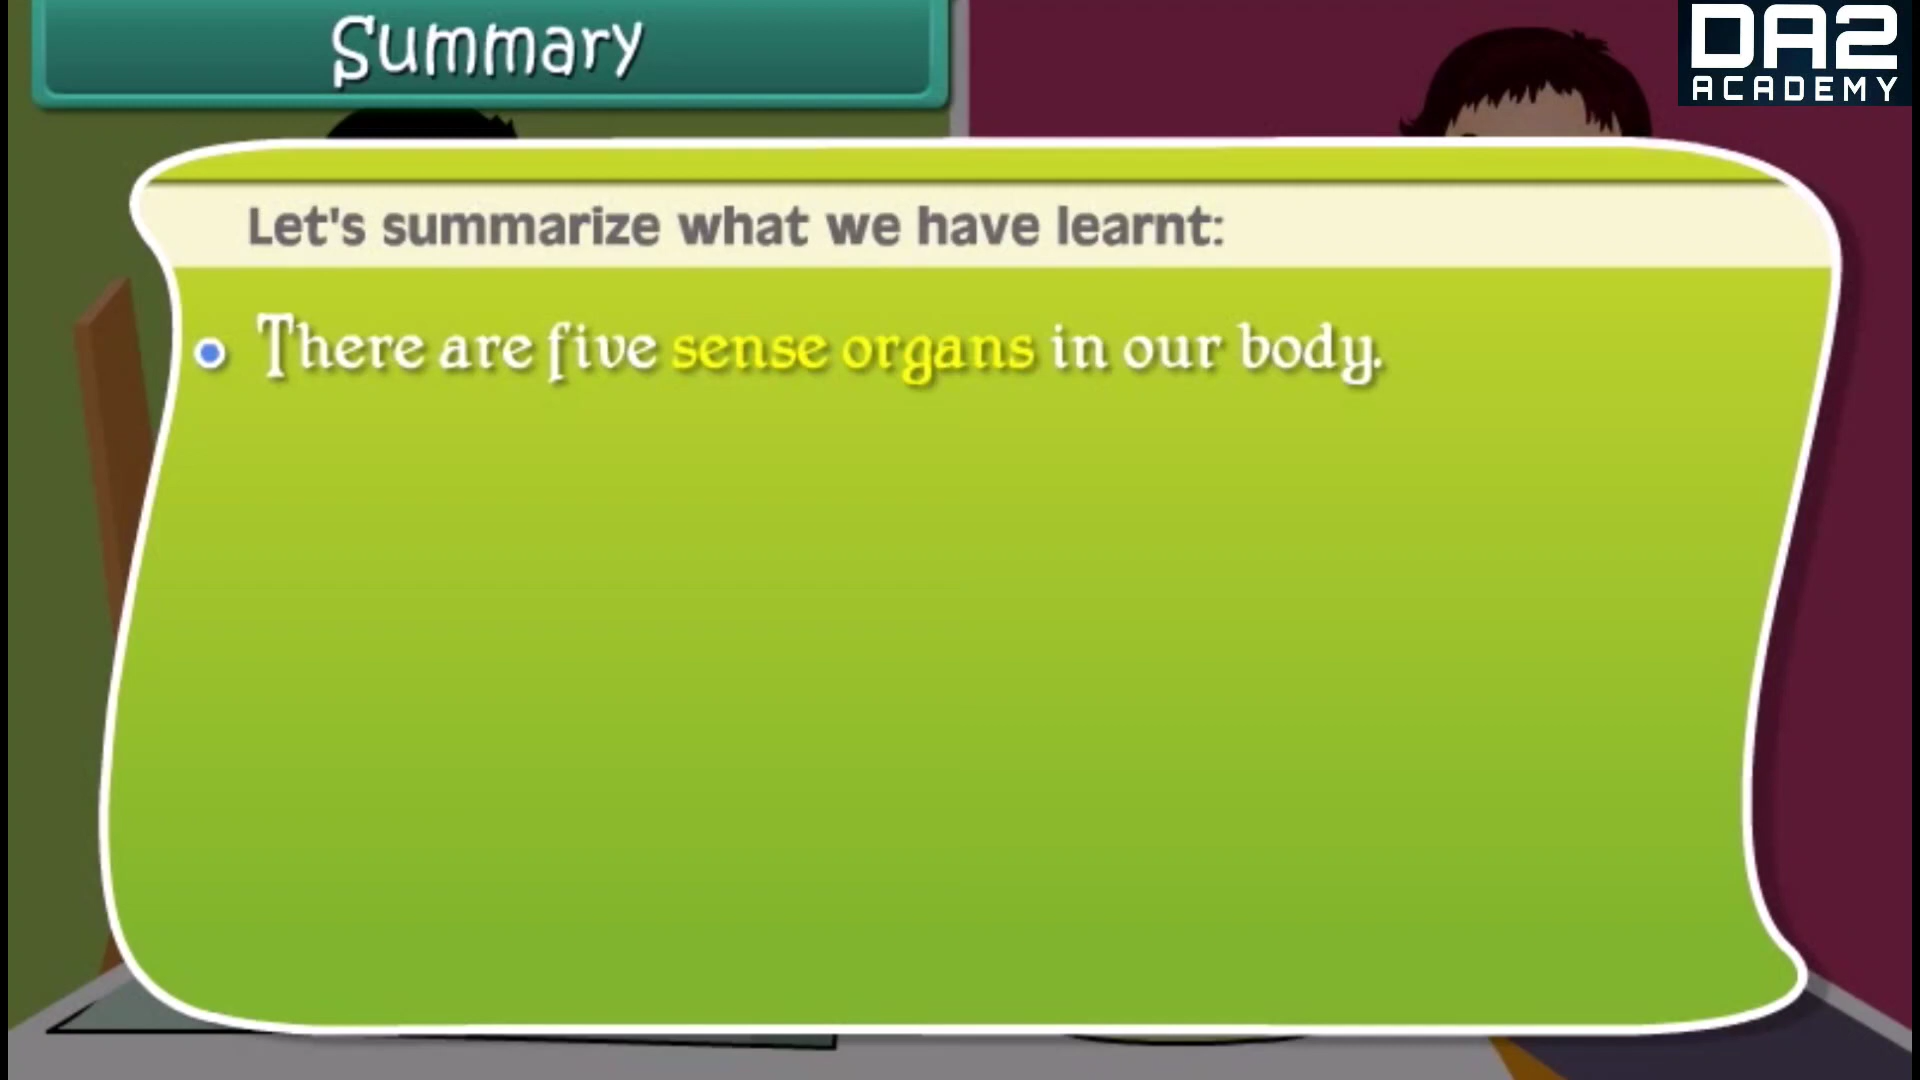 Summary
DA2
ACADEMY
Let's summarize what we have learnt:
There are five sense organs in our body.